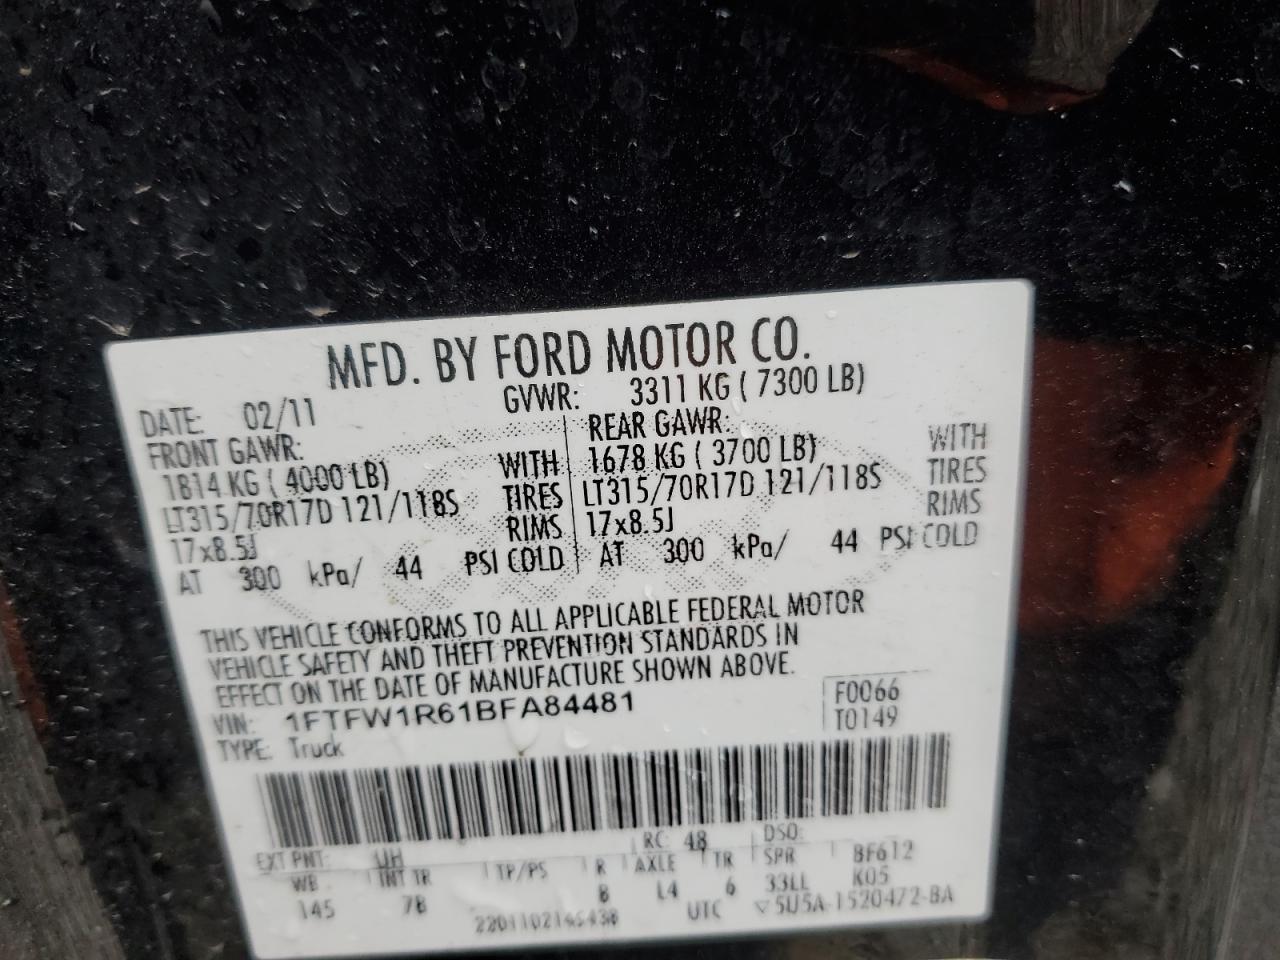 MFD. BY FORD MOTOR CO.
DATE: 02/11 GVWR: 3311 KG ( 7300 LB)
FRONT GAWR: REAR GAWR:
1814 KG ( 4000 LB) WITH 1678 KG ( 3700 LB) WITH
LT315/70R17D 121/118S TIRES LT315/70R17D 121/118S TIRES
17x8.5J RIMS 17x8.5J RIMS
AT 300 kPa/ 44 PSI COLD AT 300 kPa/ 44 PSI COLD
THIS VEHICLE CONFORMS TO ALL APPLICABLE FEDERAL MOTOR
VEHICLE SAFETY AND THEFT PREVENTION STANDARDS IN
EFFECT ON THE DATE OF MANUFACTURE SHOWN ABOVE.
VIN: 1FTFW1R61BFA84481 F0066
TYPE: Truck T0149
EXT PNT: UH RC: 48 DSO:
WB INT TR TP/PS R AXLE TR SPR BF612
145 7B B L4 6 33LL K05
UTC ▽ 5U5A-1520472-BA